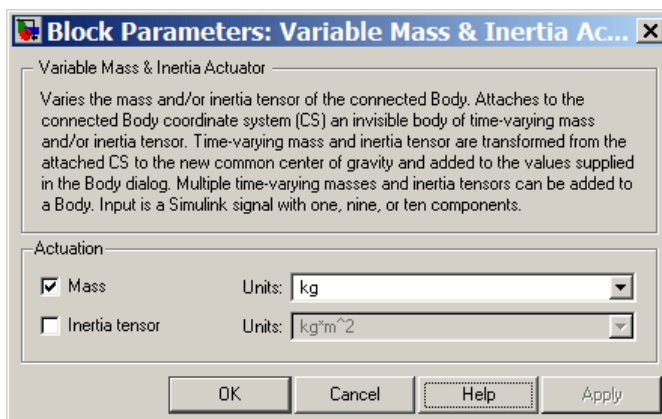 Block Parameters: Variable Mass & Inertia Ac...
Variable Mass & Inertia Actuator
Varies the mass and/or inertia tensor of the connected Body. Attaches to the
connected Body coordinate system (CS) an invisible body of time-varying mass
and/or inertia tensor. Time-varying mass and inertia tensor are transformed from the
attached CS to the new common center of gravity and added to the values supplied
in the Body dialog. Multiple time-varying masses and inertia tensors can be added to
a Body. Input is a Simulink signal with one, nine, or ten components.
Actuation
Mass Units: kg
Inertia tensor Units: kg*m^2
OK Cancel Help Apply